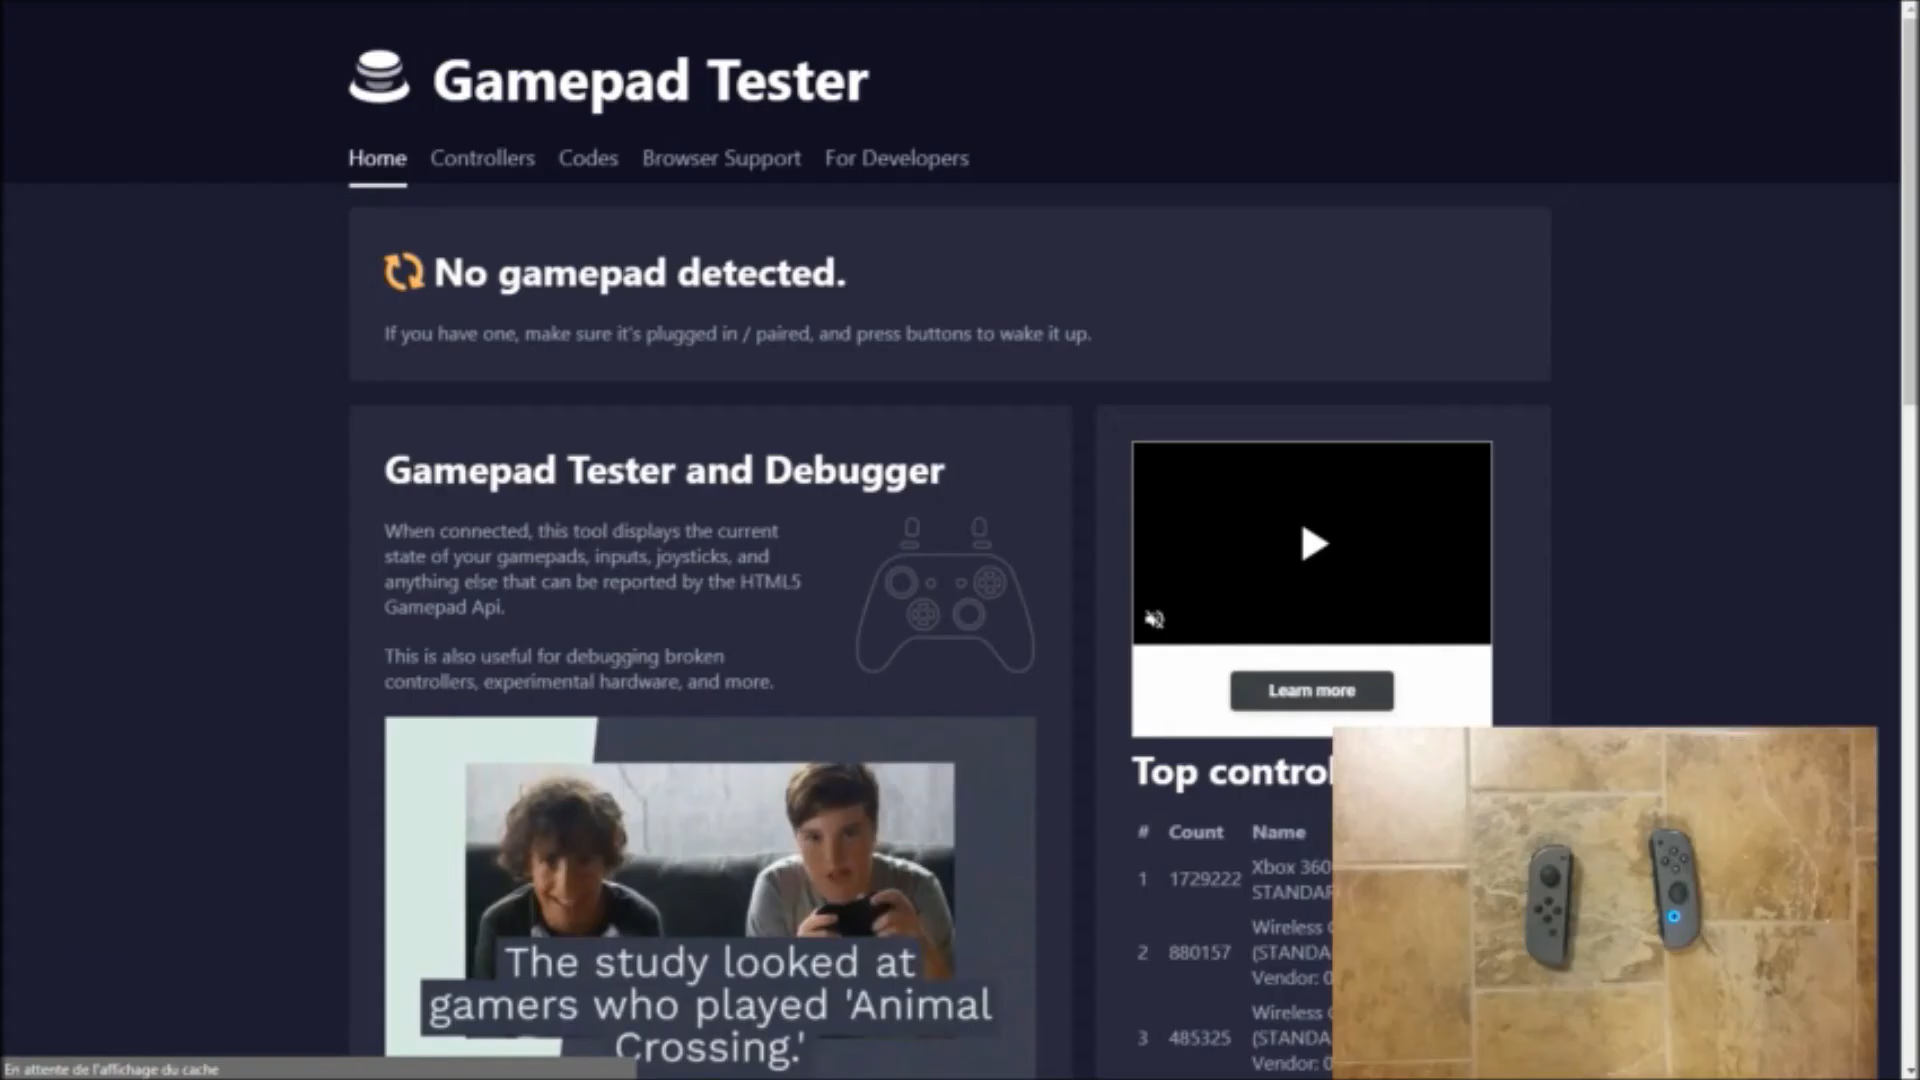 Gamepad Tester
Home Controllers Codes Browser Support For Developers
No gamepad detected.
If you have one, make sure it's plugged in / paired, and press buttons to wake it up.
Gamepad Tester and Debugger
When connected, this tool displays the current
state of your gamepads, inputs, joysticks, and
anything else that can be reported by the HTML5
Gamepad Api.
This is also useful for debugging broken
controllers, experimental hardware, and more.
The study looked at
gamers who played 'Animal
Crossing.'
Learn more
Top control
# Count Name
1 1729222 Xbox 360
STANDAR
2 880157 Wireless
(STANDA
Vendor: 0
3 485325 Wireless
(STANDA
Vendor: 0
En attente de l'affichage du cache